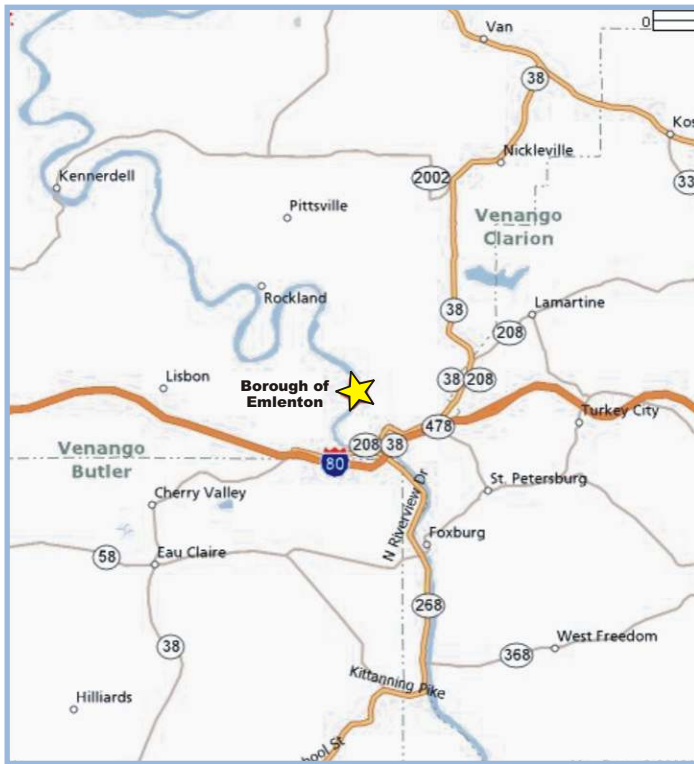 0
Van
38
Kos
Nickleville
2002
33
Kennerdell
Pittsville
Venango
Clarion
Rockland
38
Lamartine
208
Lisbon
Borough of
Emlenton
38 208
Turkey City
478
208 38
Venango
Butler
80
St. Petersburg
Cherry Valley
N Riverview Dr
Foxburg
58
Eau Claire
268
38
368
West Freedom
Kittanning Pike
Hilliards
hool St